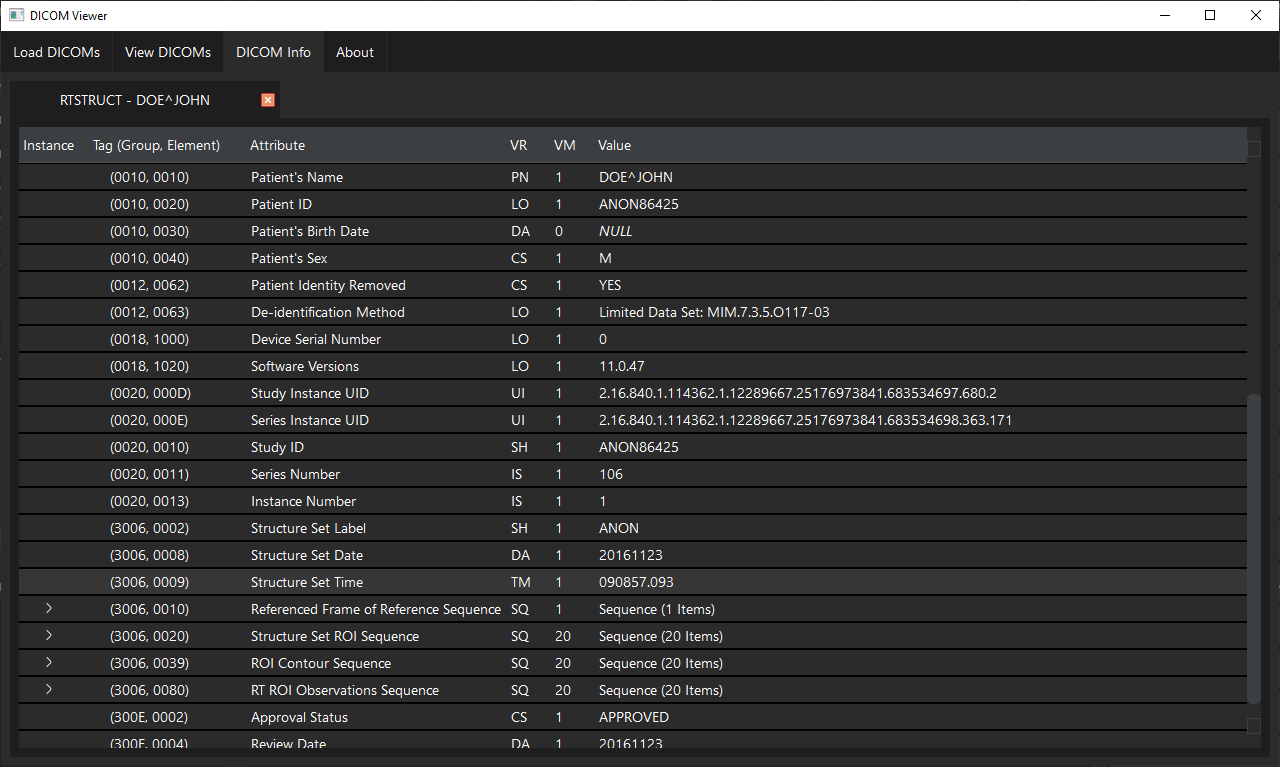 DICOM Viewer
Load DICOMs View DICOMs DICOM Info About
RTSTRUCT - DOE^JOHN
Instance Tag (Group, Element) Attribute VR VM Value
(0010, 0010) Patient's Name PN 1 DOE^JOHN
(0010, 0020) Patient ID LO 1 ANON86425
(0010, 0030) Patient's Birth Date DA 0 NULL
(0010, 0040) Patient's Sex CS 1 M
(0012, 0062) Patient Identity Removed CS 1 YES
(0012, 0063) De-identification Method LO 1 Limited Data Set: MIM.7.3.5.O117-03
(0018, 1000) Device Serial Number LO 1 0
(0018, 1020) Software Versions LO 1 11.0.47
(0020, 000D) Study Instance UID UI 1 2.16.840.1.114362.1.12289667.25176973841.683534697.680.2
(0020, 000E) Series Instance UID UI 1 2.16.840.1.114362.1.12289667.25176973841.683534698.363.171
(0020, 0010) Study ID SH 1 ANON86425
(0020, 0011) Series Number IS 1 106
(0020, 0013) Instance Number IS 1 1
(3006, 0002) Structure Set Label SH 1 ANON
(3006, 0008) Structure Set Date DA 1 20161123
(3006, 0009) Structure Set Time TM 1 090857.093
(3006, 0010) Referenced Frame of Reference Sequence SQ 1 Sequence (1 Items)
(3006, 0020) Structure Set ROI Sequence SQ 20 Sequence (20 Items)
(3006, 0039) ROI Contour Sequence SQ 20 Sequence (20 Items)
(3006, 0080) RT ROI Observations Sequence SQ 20 Sequence (20 Items)
(300E, 0002) Approval Status CS 1 APPROVED
(300E, 0004) Review Date DA 1 20161123